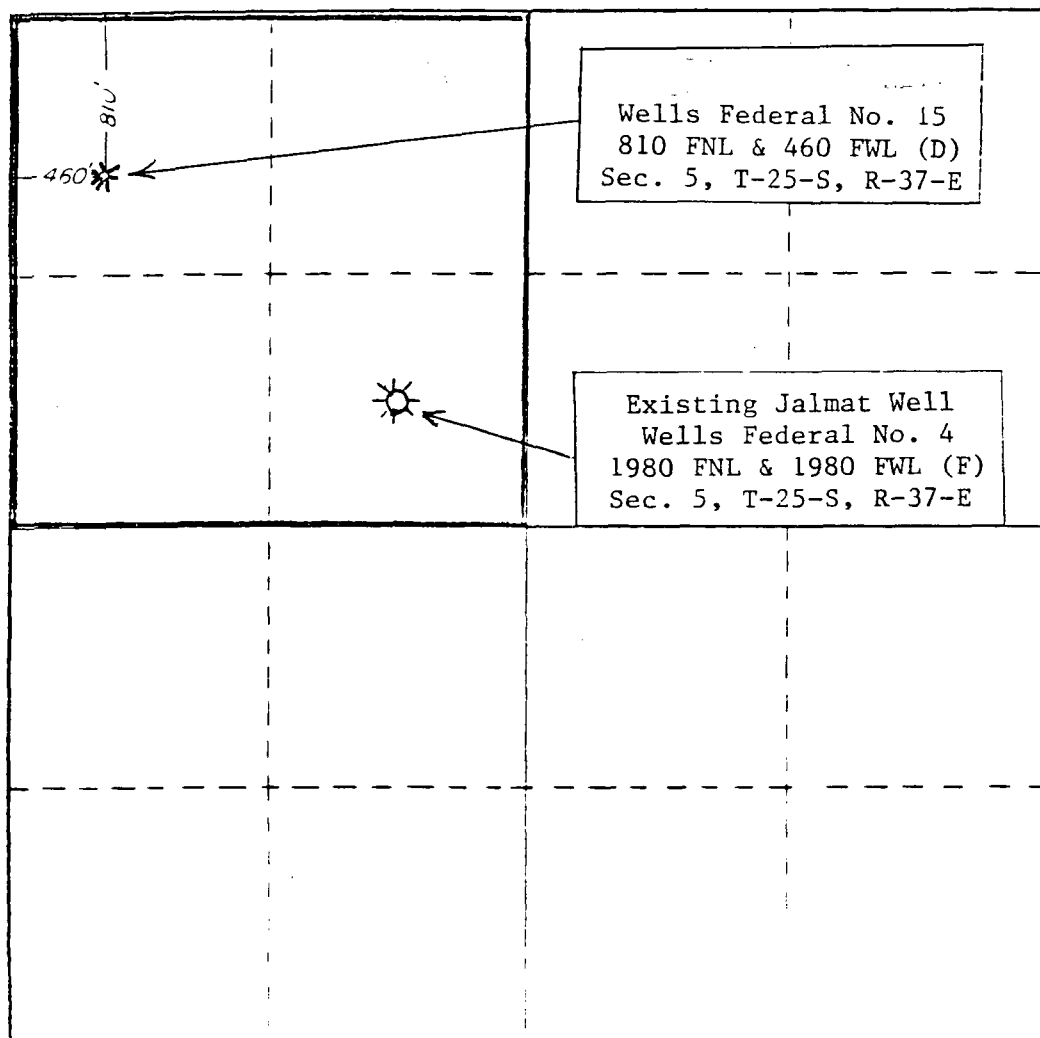 810'
460'
Wells Federal No. 15
810 FNL & 460 FWL (D)
Sec. 5, T-25-S, R-37-E
Existing Jalmat Well
Wells Federal No. 4
1980 FNL & 1980 FWL (F)
Sec. 5, T-25-S, R-37-E